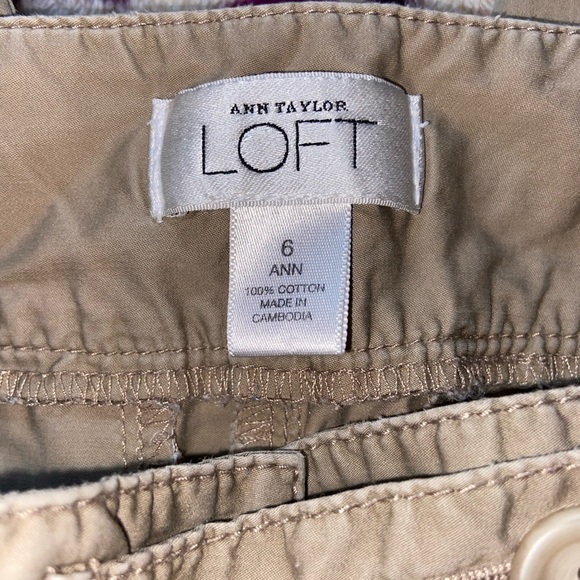 ANN TAYLOR
LOFT
6
ANN
100% COTTON
MADE IN
CAMBODIA